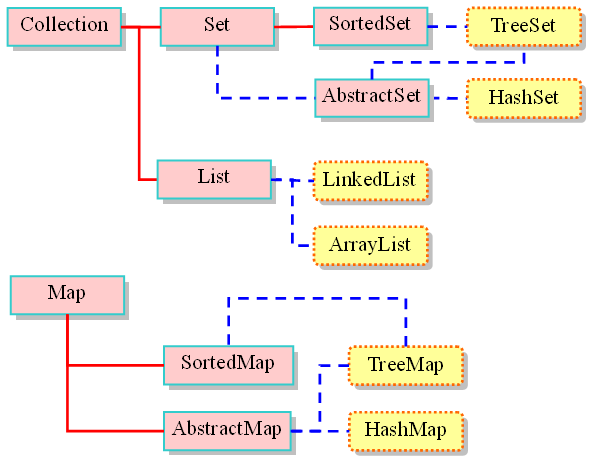 Collection
Set
SortedSet
TreeSet
AbstractSet
HashSet
List
LinkedList
ArrayList
Map
SortedMap
TreeMap
AbstractMap
HashMap